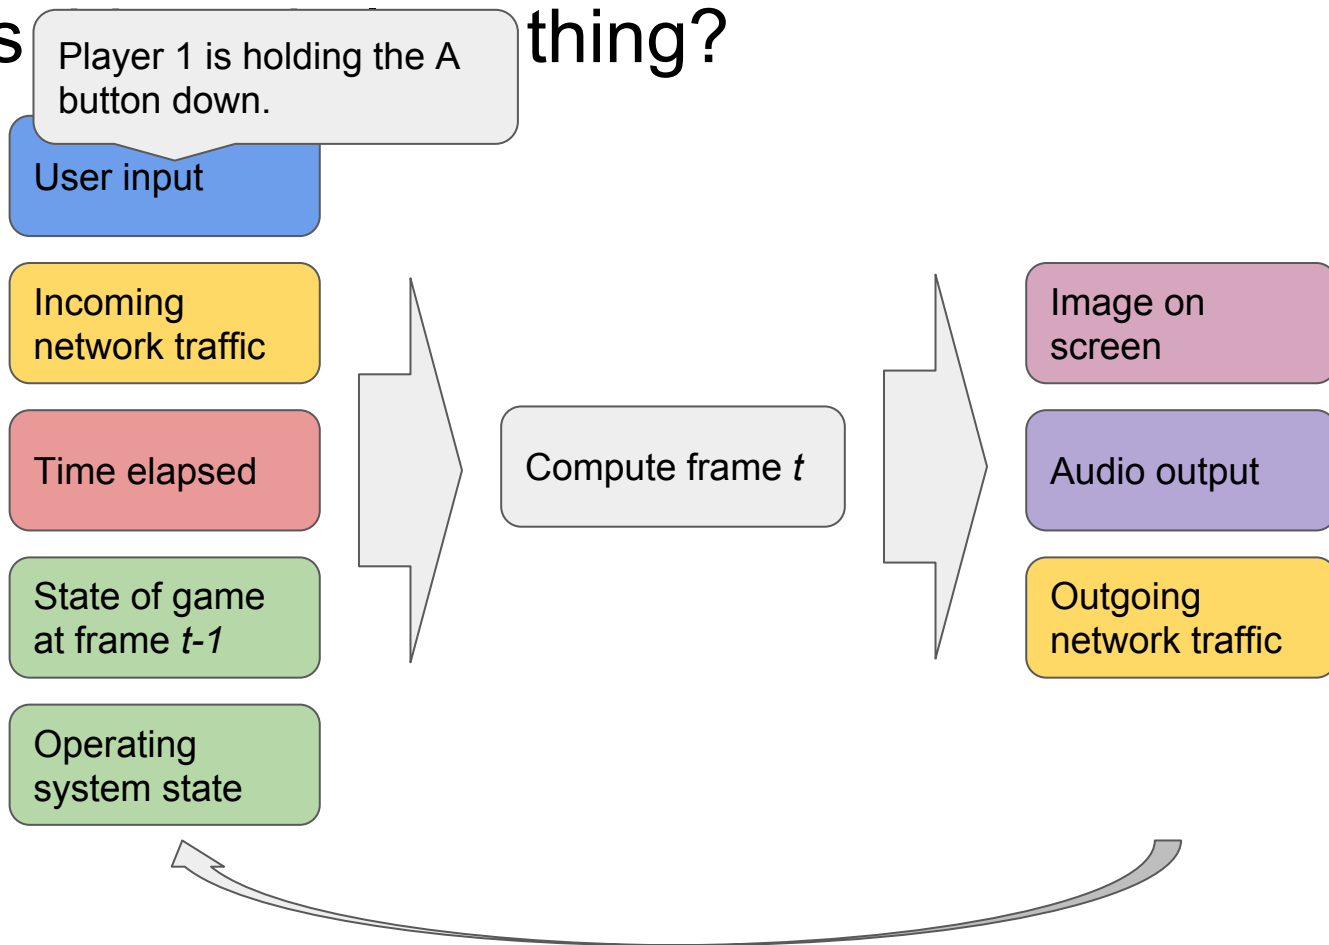 thing?
Player 1 is holding the A
button down.
User input
Incoming
network traffic
Time elapsed
State of game
at frame t-1
Operating
system state
Compute frame t
Image on
screen
Audio output
Outgoing
network traffic